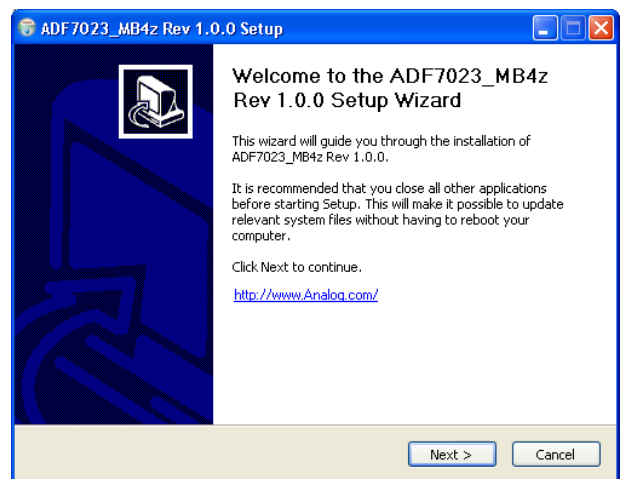 ADF7023_MB4z Rev 1.0.0 Setup
Welcome to the ADF7023_MB4z
Rev 1.0.0 Setup Wizard
This wizard will guide you through the installation of
ADF7023_MB4z Rev 1.0.0.
It is recommended that you close all other applications
before starting Setup. This will make it possible to update
relevant system files without having to reboot your
computer.
Click Next to continue.
http://www.Analog.com/
Next >
Cancel